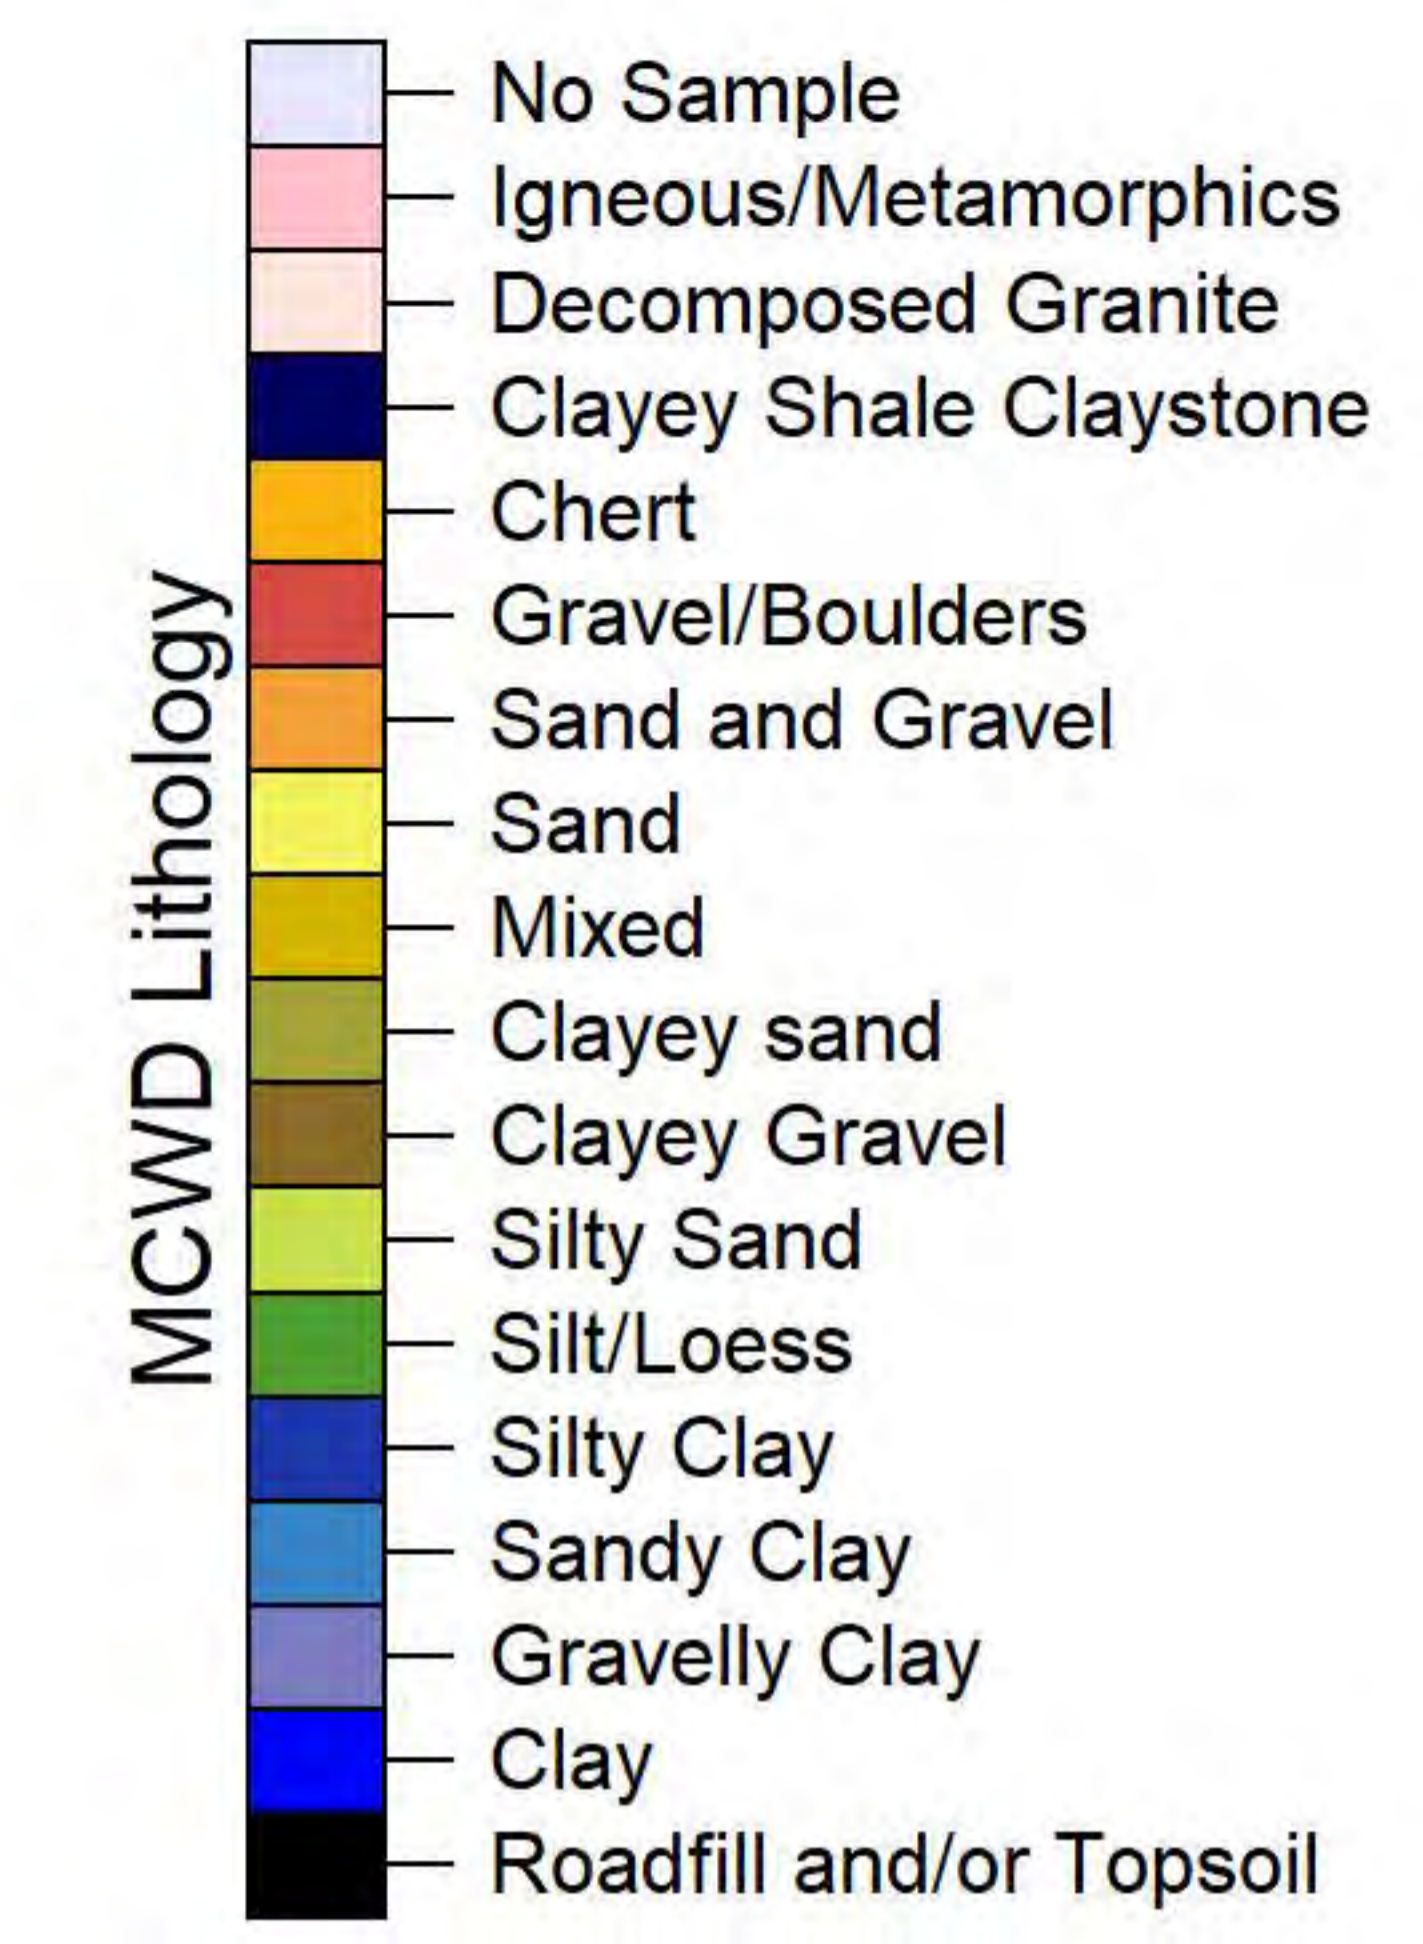 MCWD Lithology
No Sample
Igneous/Metamorphics
Decomposed Granite
Clayey Shale Claystone
Chert
Gravel/Boulders
Sand and Gravel
Sand
Mixed
Clayey sand
Clayey Gravel
Silty Sand
Silt/Loess
Silty Clay
Sandy Clay
Gravelly Clay
Clay
Roadfill and/or Topsoil